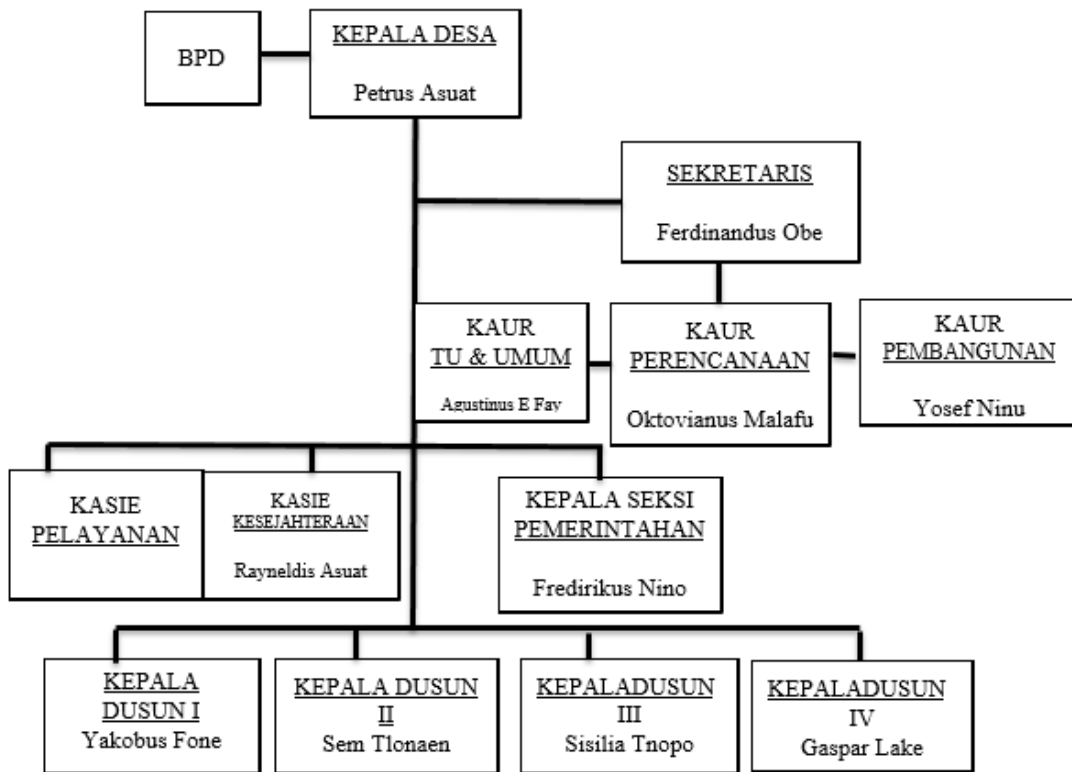 BPD
KEPALA DESA
Petrus Asuat
SEKRETARIS
Ferdinandus Obe
KAUR
TU & UMUM
Agustinus E Fay
KAUR
PERENCANAAN
Oktovianus Malafu
KAUR
PEMBANGUNAN
Yosef Ninu
KASIE
PELAYANAN
KASIE
KESEJAHTERAAN
Rayneldis Asuat
KEPALA SEKSI
PEMERINTAHAN
Fredirikus Nino
KEPALA
DUSUN I
Yakobus Fone
KEPALA DUSUN
II
Sem Tlonaen
KEPALADUSUN
III
Sisilia Tnopo
KEPALADUSUN
IV
Gaspar Lake